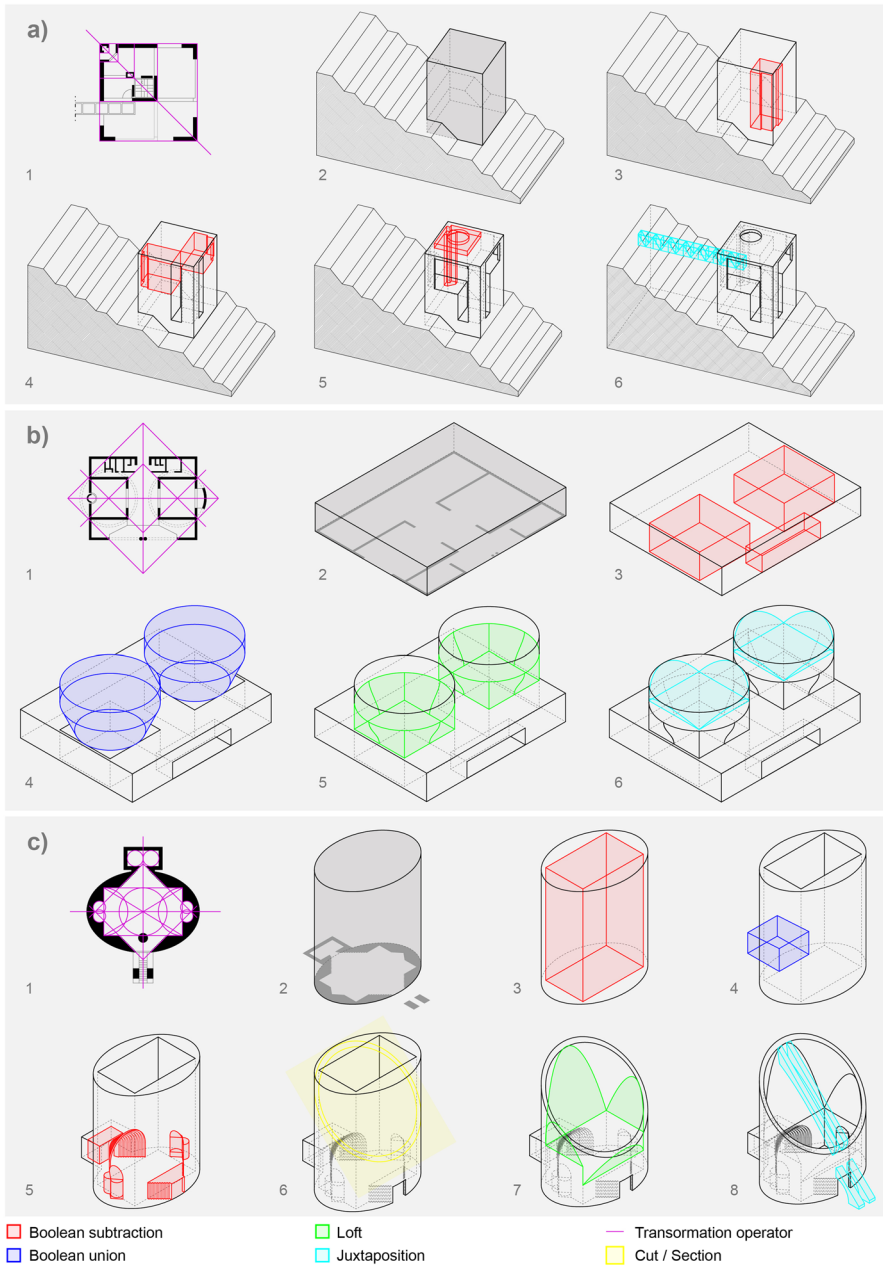 a)
1
2
3
4
5
6
b)
1
2
3
4
5
6
c)
1
2
3
4
5
6
7
8
Boolean subtraction
Loft
Transormation operator
Boolean union
Juxtaposition
Cut / Section